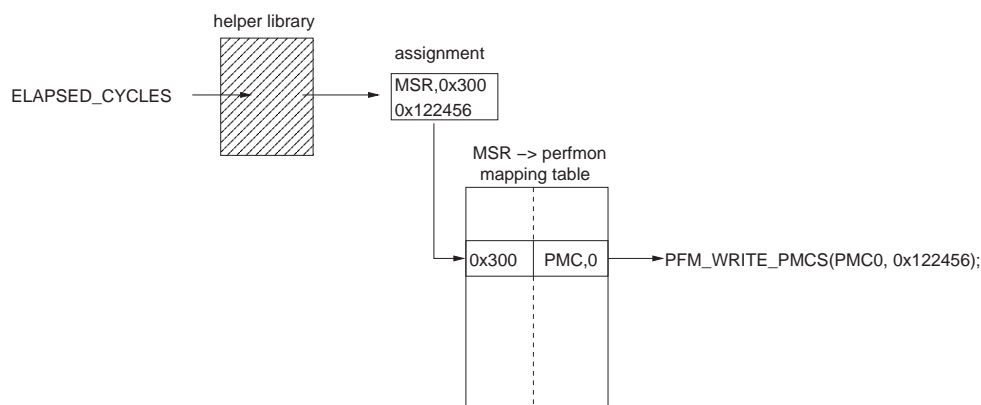 helper library
assignment
ELAPSED_CYCLES
MSR,0x300
0x122456
MSR −> perfmon
mapping table
0x300
PMC,0
PFM_WRITE_PMCS(PMC0, 0x122456);